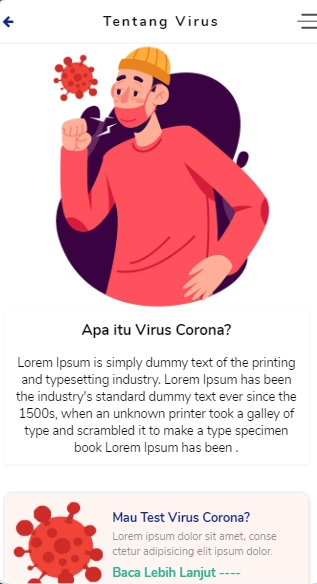 Tentang Virus
Apa itu Virus Corona?
Lorem Ipsum is simply dummy text of the printing
and typesetting industry. Lorem Ipsum has been
the industry's standard dummy text ever since the
1500s, when an unknown printer took a galley of
type and scrambled it to make a type specimen
book Lorem Ipsum has been .
Mau Test Virus Corona?
Lorem ipsum dolor sit amet, conse
ctetur adipisicing elit ipsum dolor.
Baca Lebih Lanjut ----